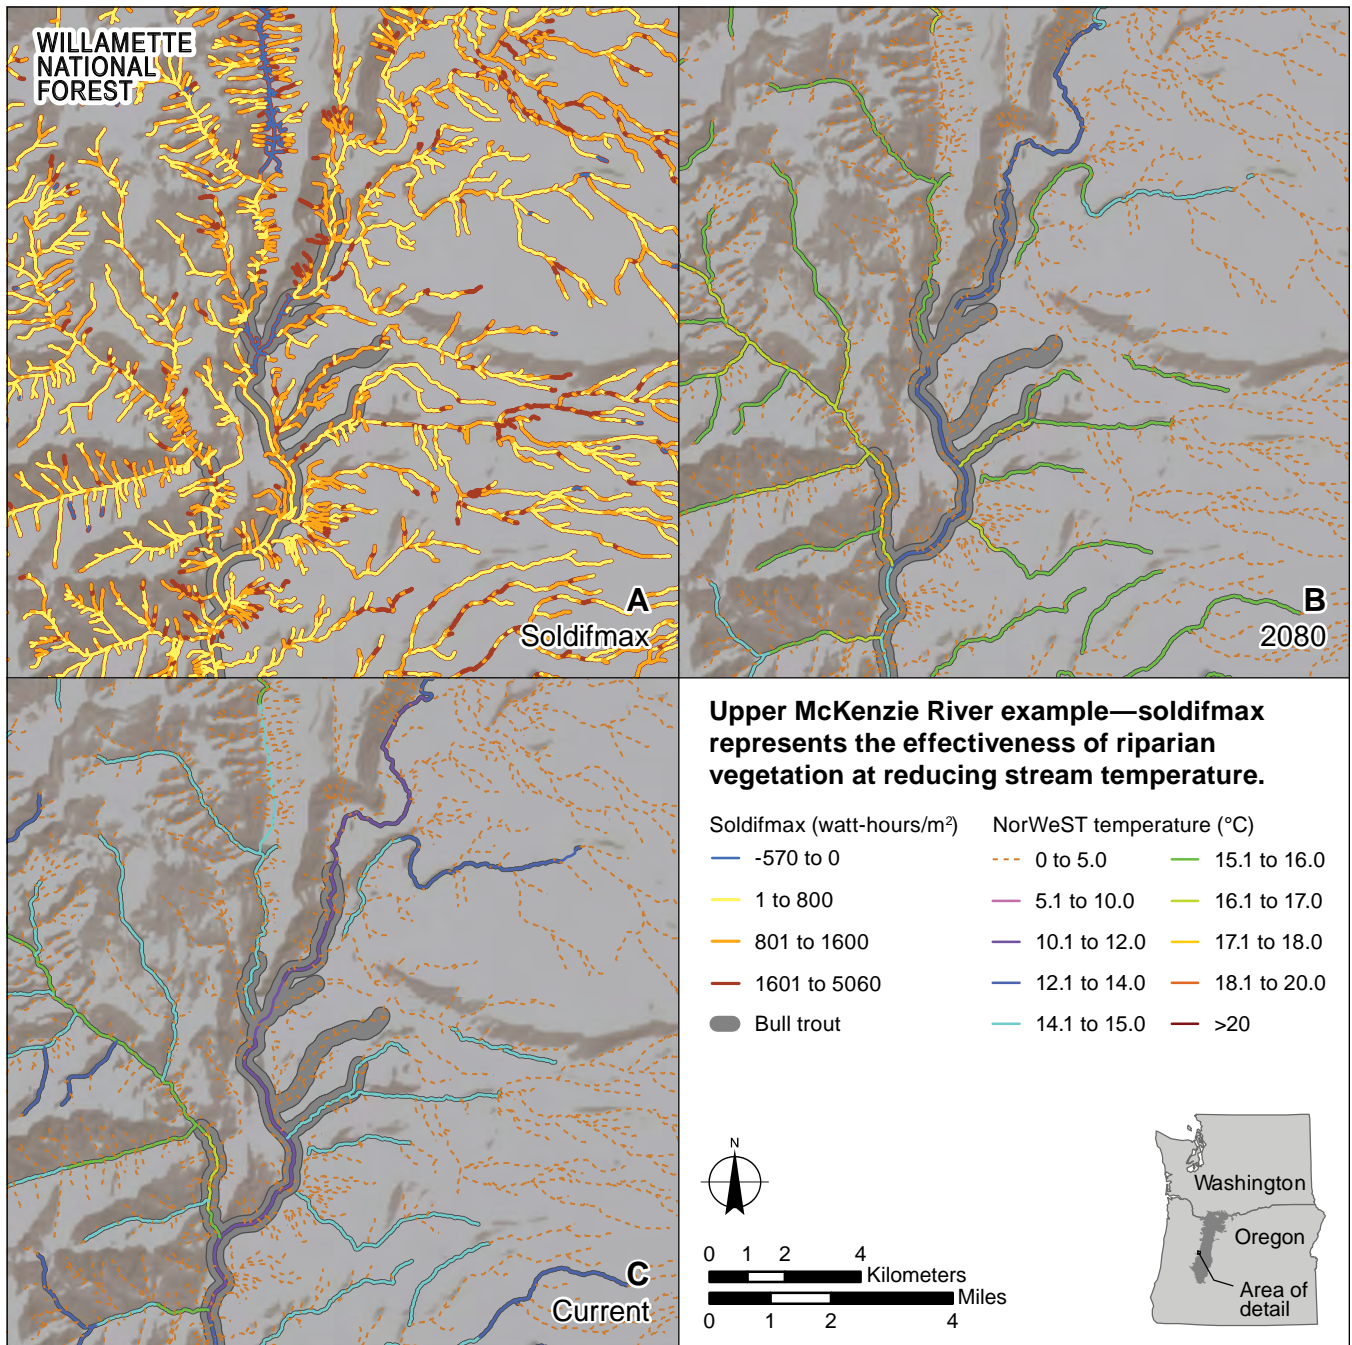 WILLAMETTE
NATIONAL
FOREST
A
Soldifmax
B
2080
C
Current
Upper McKenzie River example—soldifmax
represents the effectiveness of riparian
vegetation at reducing stream temperature.
Soldifmax (watt-hours/m²)
-570 to 0
1 to 800
801 to 1600
1601 to 5060
Bull trout
NorWeST temperature (°C)
0 to 5.0
5.1 to 10.0
10.1 to 12.0
12.1 to 14.0
14.1 to 15.0
15.1 to 16.0
16.1 to 17.0
17.1 to 18.0
18.1 to 20.0
>20
N
0 1 2 4
Kilometers
Miles
0 1 2 4
Washington
Oregon
Area of
detail